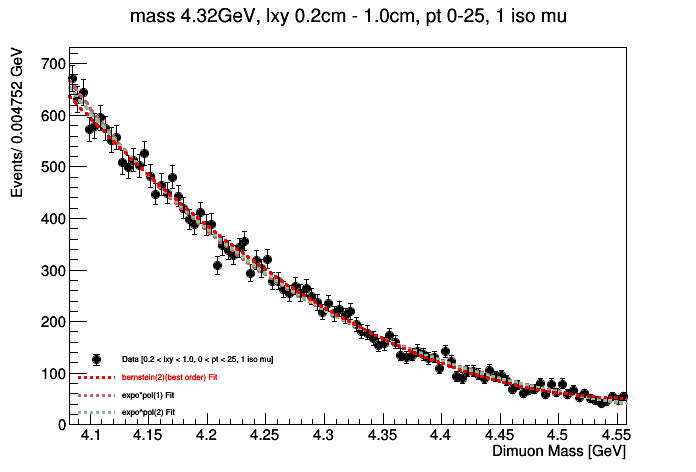 mass 4.32GeV, lxy 0.2cm - 1.0cm, pt 0-25, 1 iso mu
Events/ 0.004752 GeV
700
600
500
400
300
200
100
0
Data [0.2 < lxy < 1.0, 0 < pt < 25, 1 iso mu]
bernstein(2)(best order) Fit
expo*pol(1) Fit
expo^pol(2) Fit
4.1 4.15 4.2 4.25 4.3 4.35 4.4 4.45 4.5 4.55
Dimuon Mass [GeV]